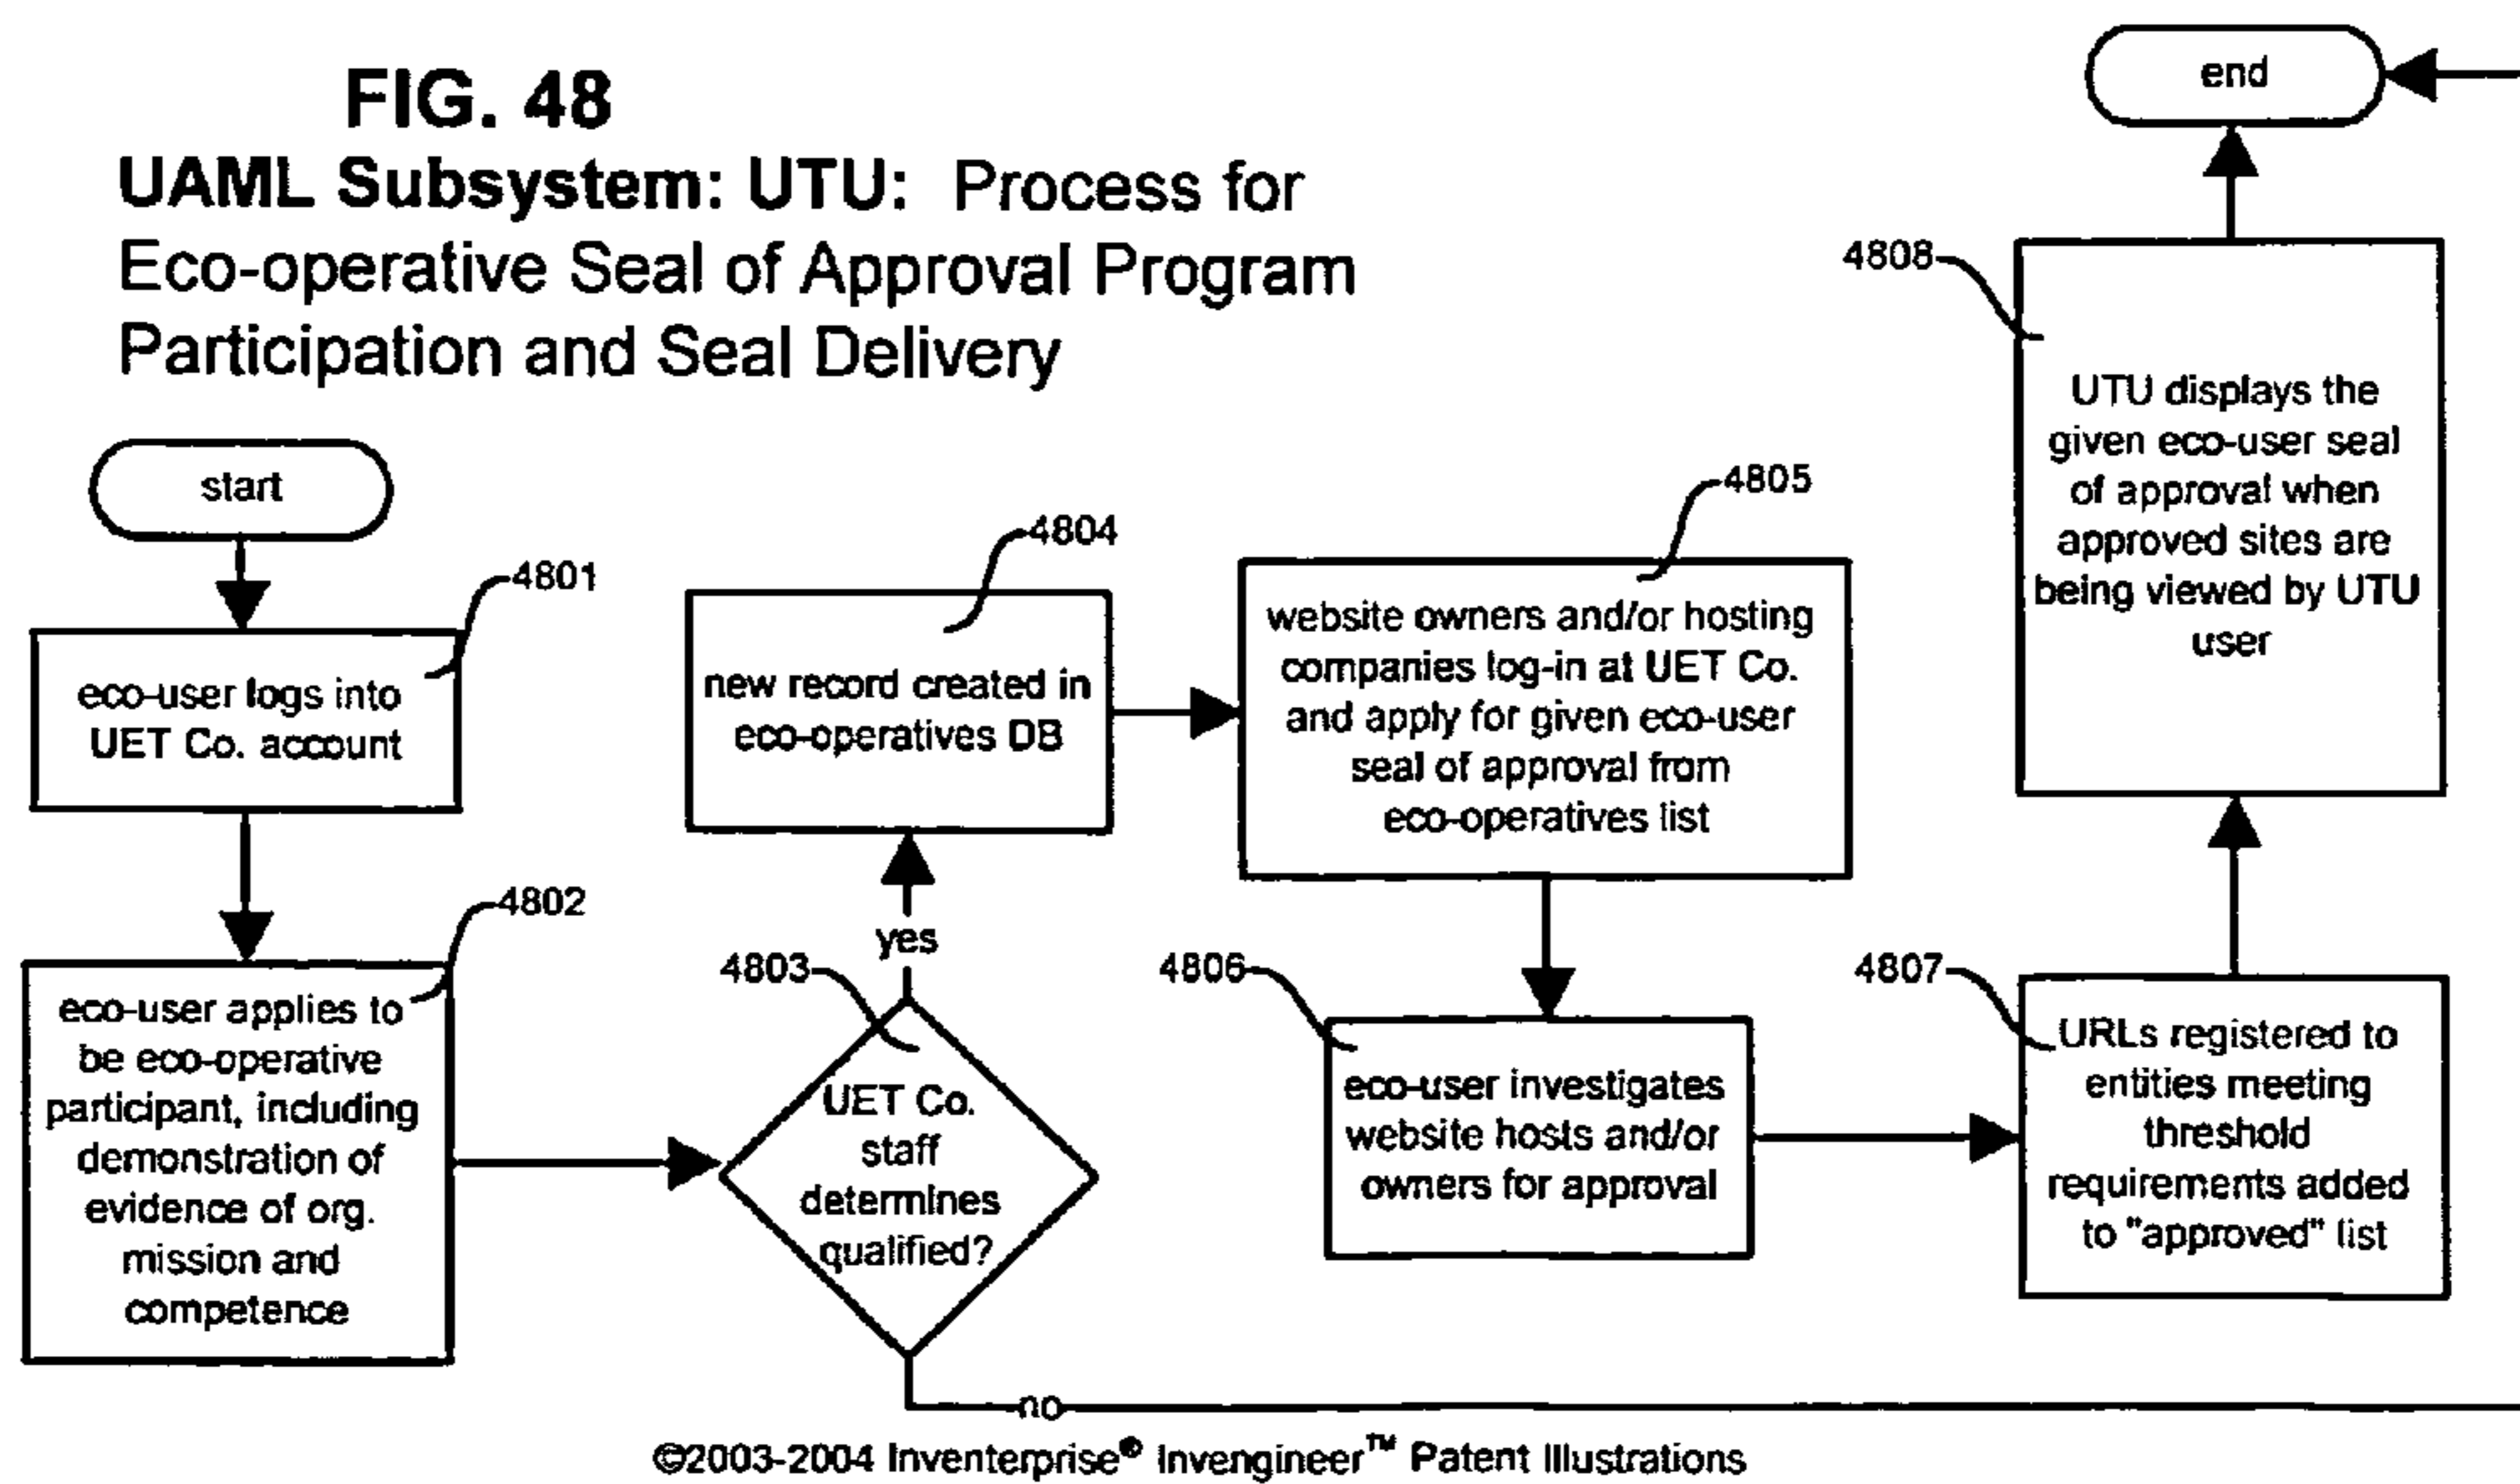 FIG. 48
UAML Subsystem: UTU: Process for
Eco-operative Seal of Approval Program
Participation and Seal Delivery
start
4801
eco-user logs into
UET Co. account
4802
eco-user applies to
be eco-operative
participant, including
demonstration of
evidence of org.
mission and
competence
4803
UET Co.
staff
determines
qualified?
yes
no
4804
new record created in
eco-operatives DB
4805
website owners and/or hosting
companies log-in at UET Co.
and apply for given eco-user
seal of approval from
eco-operatives list
4806
eco-user investigates
website hosts and/or
owners for approval
4807
URLs registered to
entities meeting
threshold
requirements added
to "approved" list
4808
UTU displays the
given eco-user seal
of approval when
approved sites are
being viewed by UTU
user
end
©2003-2004 Inventerprise® Invengineer™ Patent Illustrations